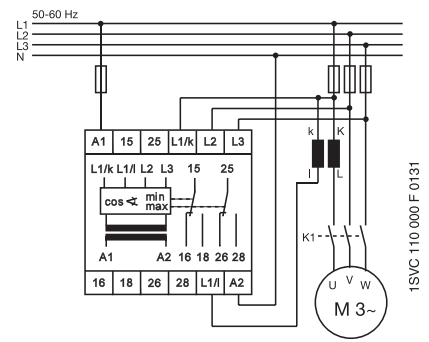 50-60 Hz
L1
L2
L3
N
A1 15 25 L1/k L2 L3
k K
L1/k L1/l L2 L3 15 25
cos ∢ min max
l L
A1 A2 16 18 26 28
K1
16 18 26 28 L1/l A2
U V W
M 3~
1SVC 110 000 F 0131